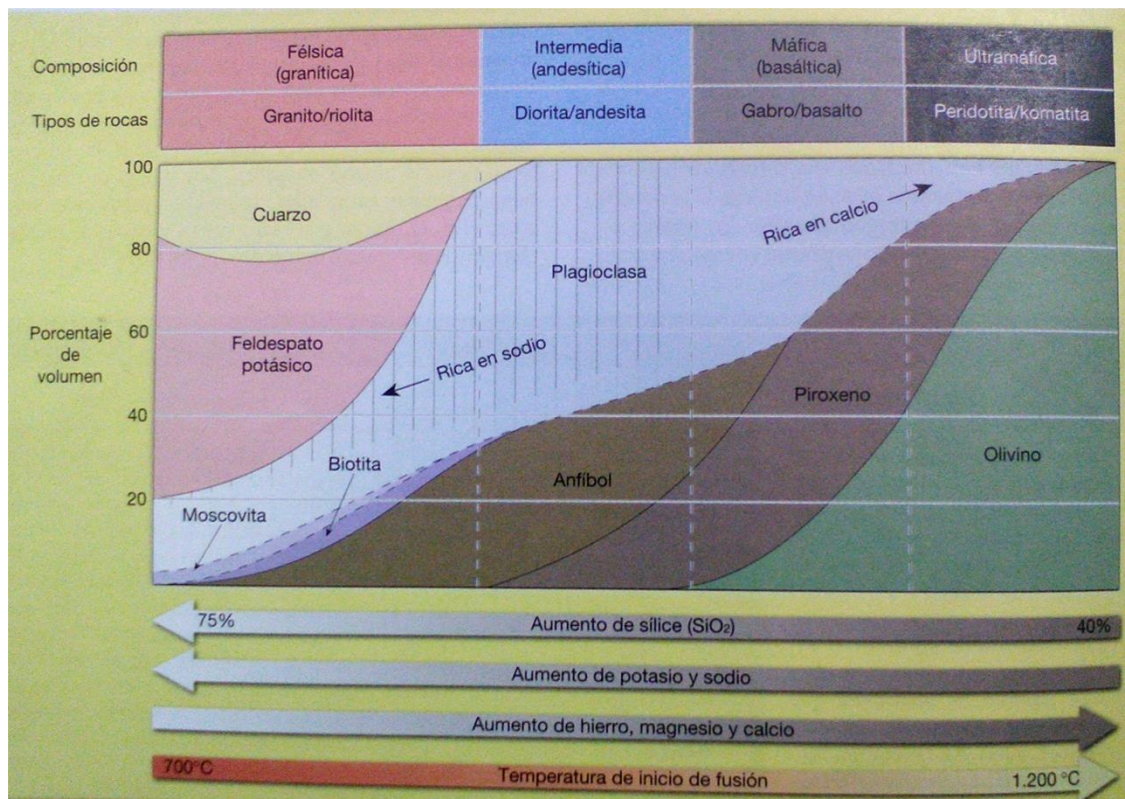 Composición
Félsica
(granítica)
Intermedia
(andesítica)
Máfica
(basáltica)
Ultramáfica
Tipos de rocas
Granito/riolita
Diorita/andesita
Gabro/basalto
Peridotita/komatita
Porcentaje
de
volumen
100
80
60
40
20
Cuarzo
Feldespato
potásico
Plagioclasa
Rica en calcio
Rica en sodio
Biotita
Moscovita
Anfíbol
Piroxeno
Olivino
75% Aumento de sílice (SiO₂) 40%
Aumento de potasio y sodio
Aumento de hierro, magnesio y calcio
700°C Temperatura de inicio de fusión 1.200 °C